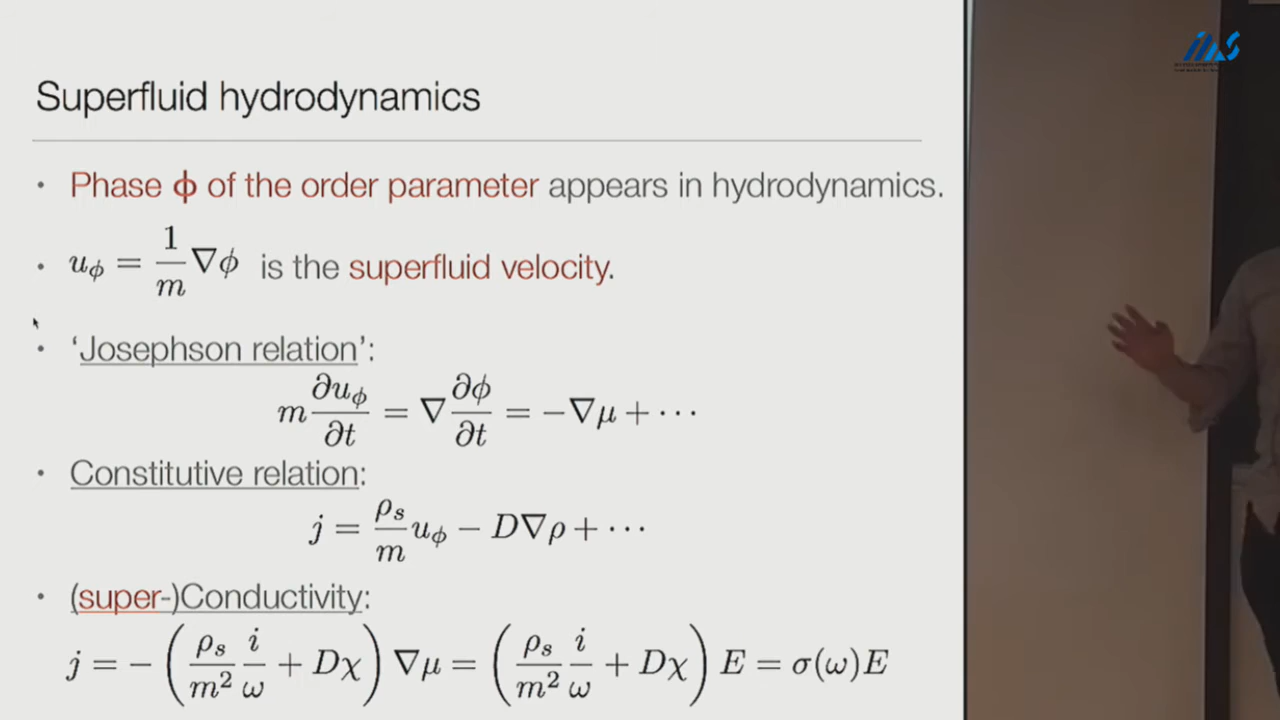 Superfluid hydrodynamics
• Phase ϕ of the order parameter appears in hydrodynamics.
• u_ϕ = 1/m ∇ϕ is the superfluid velocity.
• ‘Josephson relation’:
m ∂u_ϕ/∂t = ∇ ∂ϕ/∂t = −∇μ + ⋯
• Constitutive relation:
j = ρ_s/m u_ϕ − D∇ρ + ⋯
• (super-)Conductivity:
j = −(ρ_s/m² i/ω + Dχ) ∇μ = (ρ_s/m² i/ω + Dχ) E = σ(ω)E